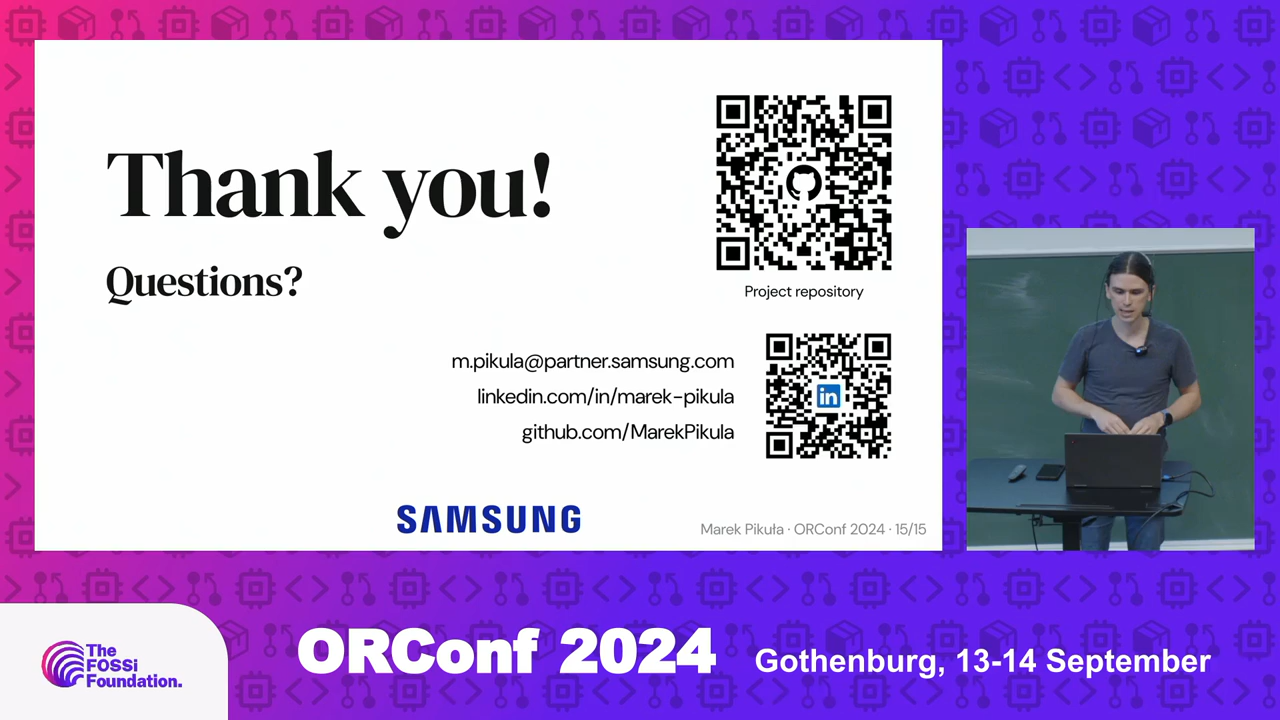 Thank you!
Questions?
Project repository
m.pikula@partner.samsung.com
linkedin.com/in/marek-pikula
github.com/MarekPikula
in
SAMSUNG
Marek Pikuła · ORConf 2024 · 15/15
The
FOSSi
Foundation.
ORConf 2024
Gothenburg, 13-14 September